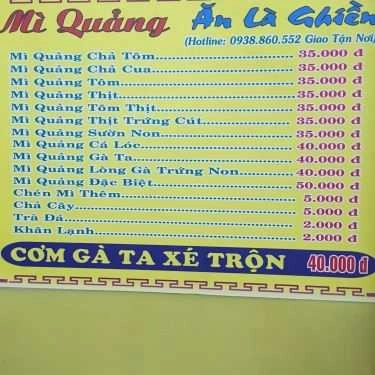 Mì Quảng Ăn Là Ghiền
(Hotline: 0938.860.552 Giao Tận Nơi)
Mì Quảng Chả Tôm 35.000 đ
Mì Quảng Chả Cua 35.000 đ
Mì Quảng Tôm 35.000 đ
Mì Quảng Thịt 35.000 đ
Mì Quảng Tôm Thịt 35.000 đ
Mì Quảng Thịt Trứng Cút 35.000 đ
Mì Quảng Sườn Non 35.000 đ
Mì Quảng Cá Lóc 40.000 đ
Mì Quảng Gà Ta 40.000 đ
Mì Quảng Lòng Gà Trứng Non 40.000 đ
Mì Quảng Đặc Biệt 50.000 đ
Chén Mì Thêm 5.000 đ
Chả Cây 5.000 đ
Trà Đá 2.000 đ
Khăn Lạnh 2.000 đ
CƠM GÀ TA XÉ TRỘN 40.000 đ